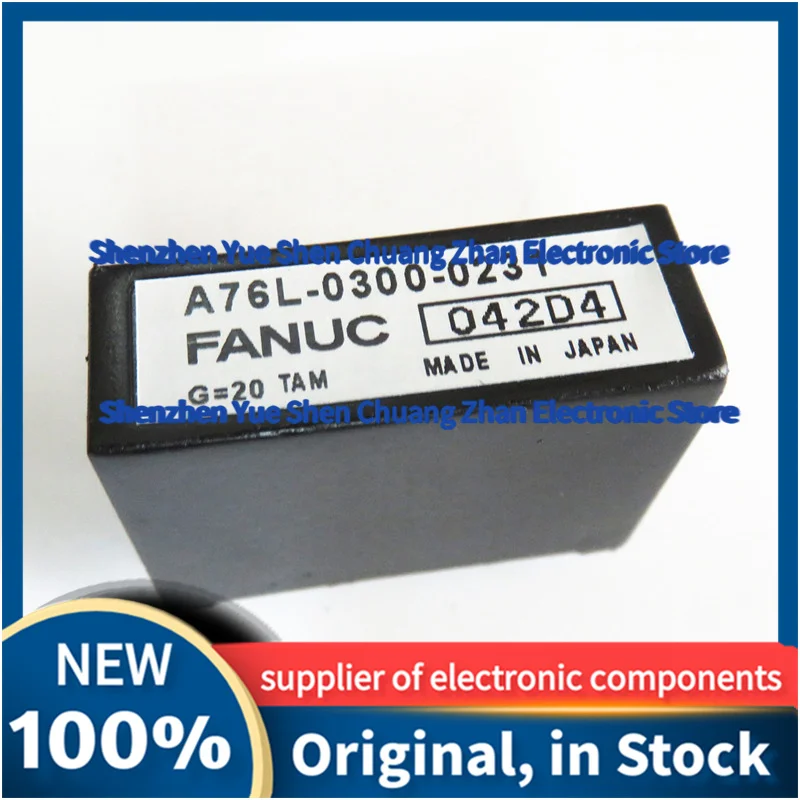 Shenzhen Yue Shen Chuang Zhan Electronic Store
A76L-0300-0231
FANUC 042D4
G=20 TAM MADE IN JAPAN
Shenzhen Yue Shen Chuang Zhan Electronic Store
NEW
100%
supplier of electronic components
Original, in Stock